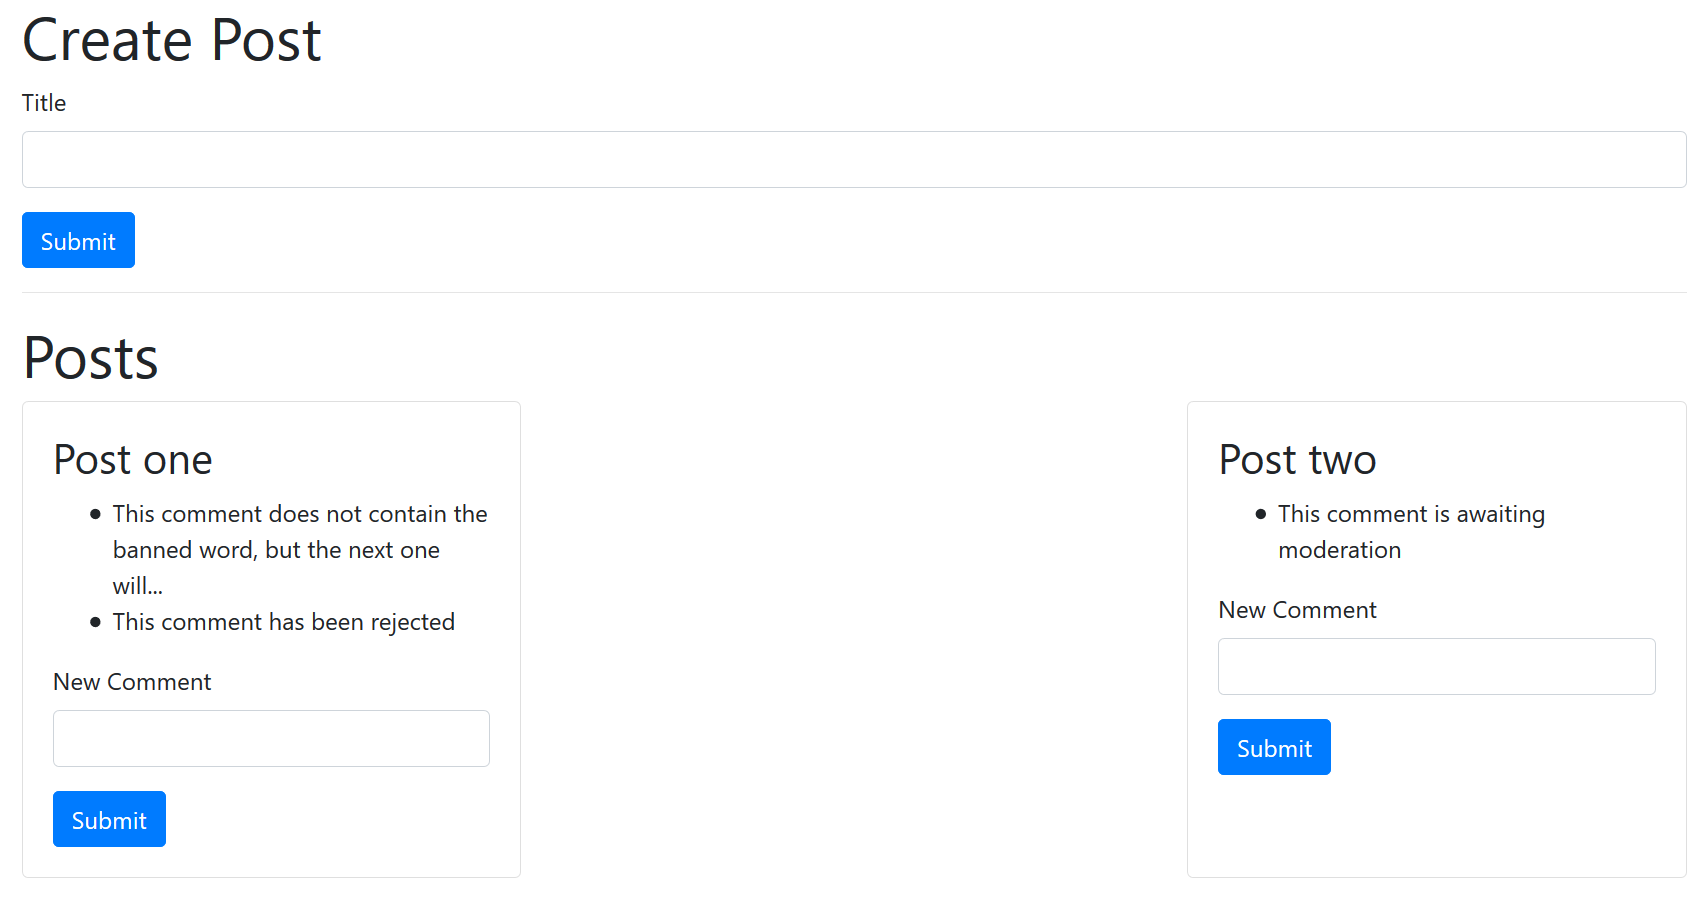 Create Post
Title
Submit
Posts
Post one
• This comment does not contain the
banned word, but the next one
will...
• This comment has been rejected
New Comment
Submit
Post two
• This comment is awaiting
moderation
New Comment
Submit